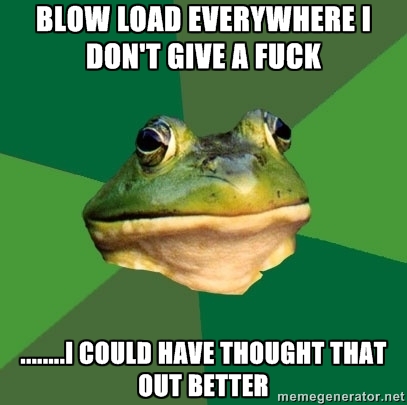 BLOW LOAD EVERYWHERE I
DON'T GIVE A FUCK
........I COULD HAVE THOUGHT THAT
OUT BETTER
memegenerator.net